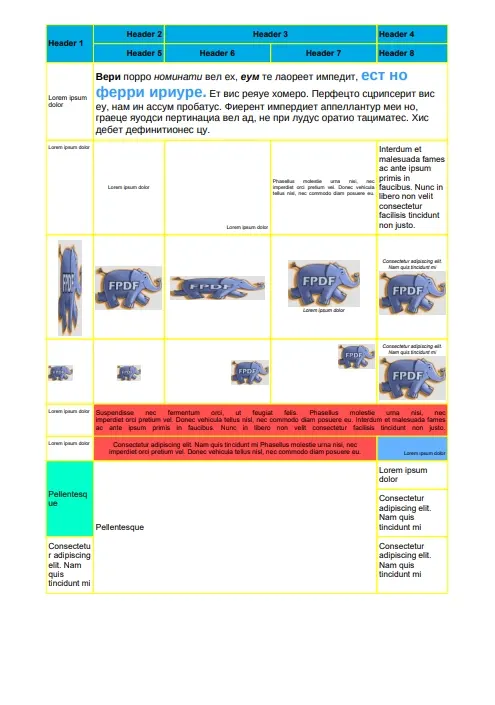 Header 1
Header 2
Header 3
Header 4
Header 5
Header 6
Header 7
Header 8
Lorem ipsum
dolor
Вери порро номинати вел ех, еум те лаореет импедит, ест но
ферри ириуре. Ет вис реяуе хомеро. Перфецто сцрипсерит вис
еу, нам ин ассум пробатус. Фиерент импердиет аппеллантур меи но,
граеце яуодси пертинациа вел ад, не при лудус оратио тациматес. Хис
дебет дефинитионес цу.
Lorem ipsum dolor
Lorem ipsum dolor
Lorem ipsum dolor
Phasellus molestie urna nisi, nec
imperdiet orci pretium vel. Donec vehicula
tellus nisl, nec commodo diam posuere eu.
Interdum et
malesuada fames
ac ante ipsum
primis in
faucibus. Nunc in
libero non velit
consectetur
facilisis tincidunt
non justo.
FPDF
FPDF
FPDF
FPDF
Lorem ipsum dolor
Consectetur adipiscing elit.
Nam quis tincidunt mi
FPDF
FPDF
FPDF
FPDF
FPDF
Consectetur adipiscing elit.
Nam quis tincidunt mi
FPDF
Lorem ipsum dolor
Suspendisse nec fermentum orci, ut feugiat felis. Phasellus molestie urna nisi, nec
imperdiet orci pretium vel. Donec vehicula tellus nisl, nec commodo diam posuere eu. Interdum et malesuada fames
ac ante ipsum primis in faucibus. Nunc in libero non velit consectetur facilisis tincidunt non justo.
Lorem ipsum dolor
Consectetur adipiscing elit. Nam quis tincidunt mi Phasellus molestie urna nisi, nec
imperdiet orci pretium vel. Donec vehicula tellus nisl, nec commodo diam posuere eu.
Lorem ipsum dolor
Pellentesq
ue
Pellentesque
Lorem ipsum
dolor
Consectetur
adipiscing elit.
Nam quis
tincidunt mi
Consectetu
r adipiscing
elit. Nam
quis
tincidunt mi
Consectetur
adipiscing elit.
Nam quis
tincidunt mi